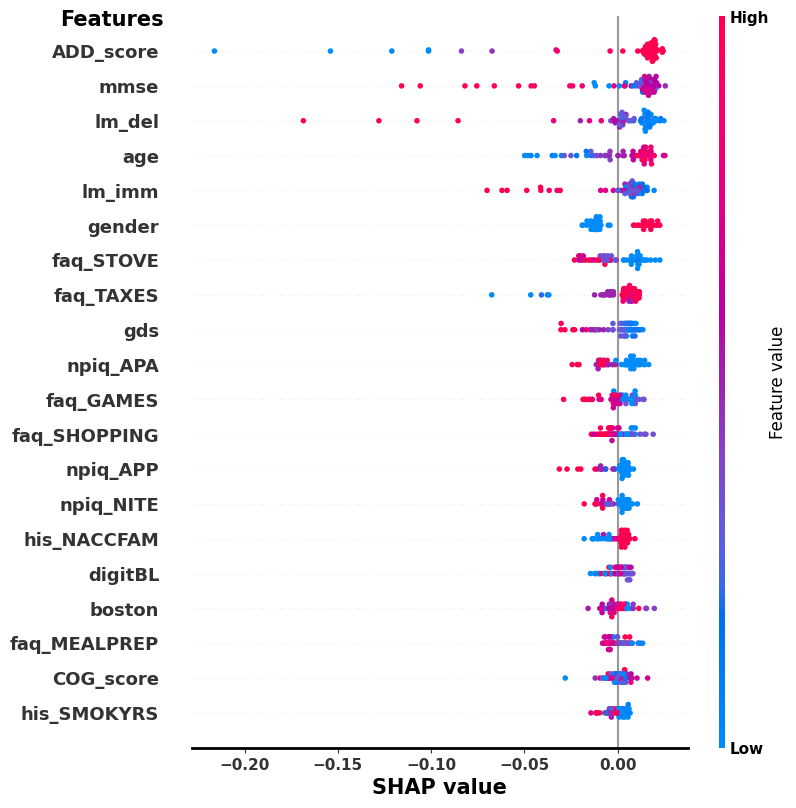 Features
High
ADD_score
mmse
lm_del
age
lm_imm
gender
faq_STOVE
faq_TAXES
gds
npiq_APA
faq_GAMES
faq_SHOPPING
npiq_APP
npiq_NITE
his_NACCFAM
digitBL
boston
faq_MEALPREP
COG_score
his_SMOKYRS
Feature value
Low
−0.20 −0.15 −0.10 −0.05 0.00
SHAP value